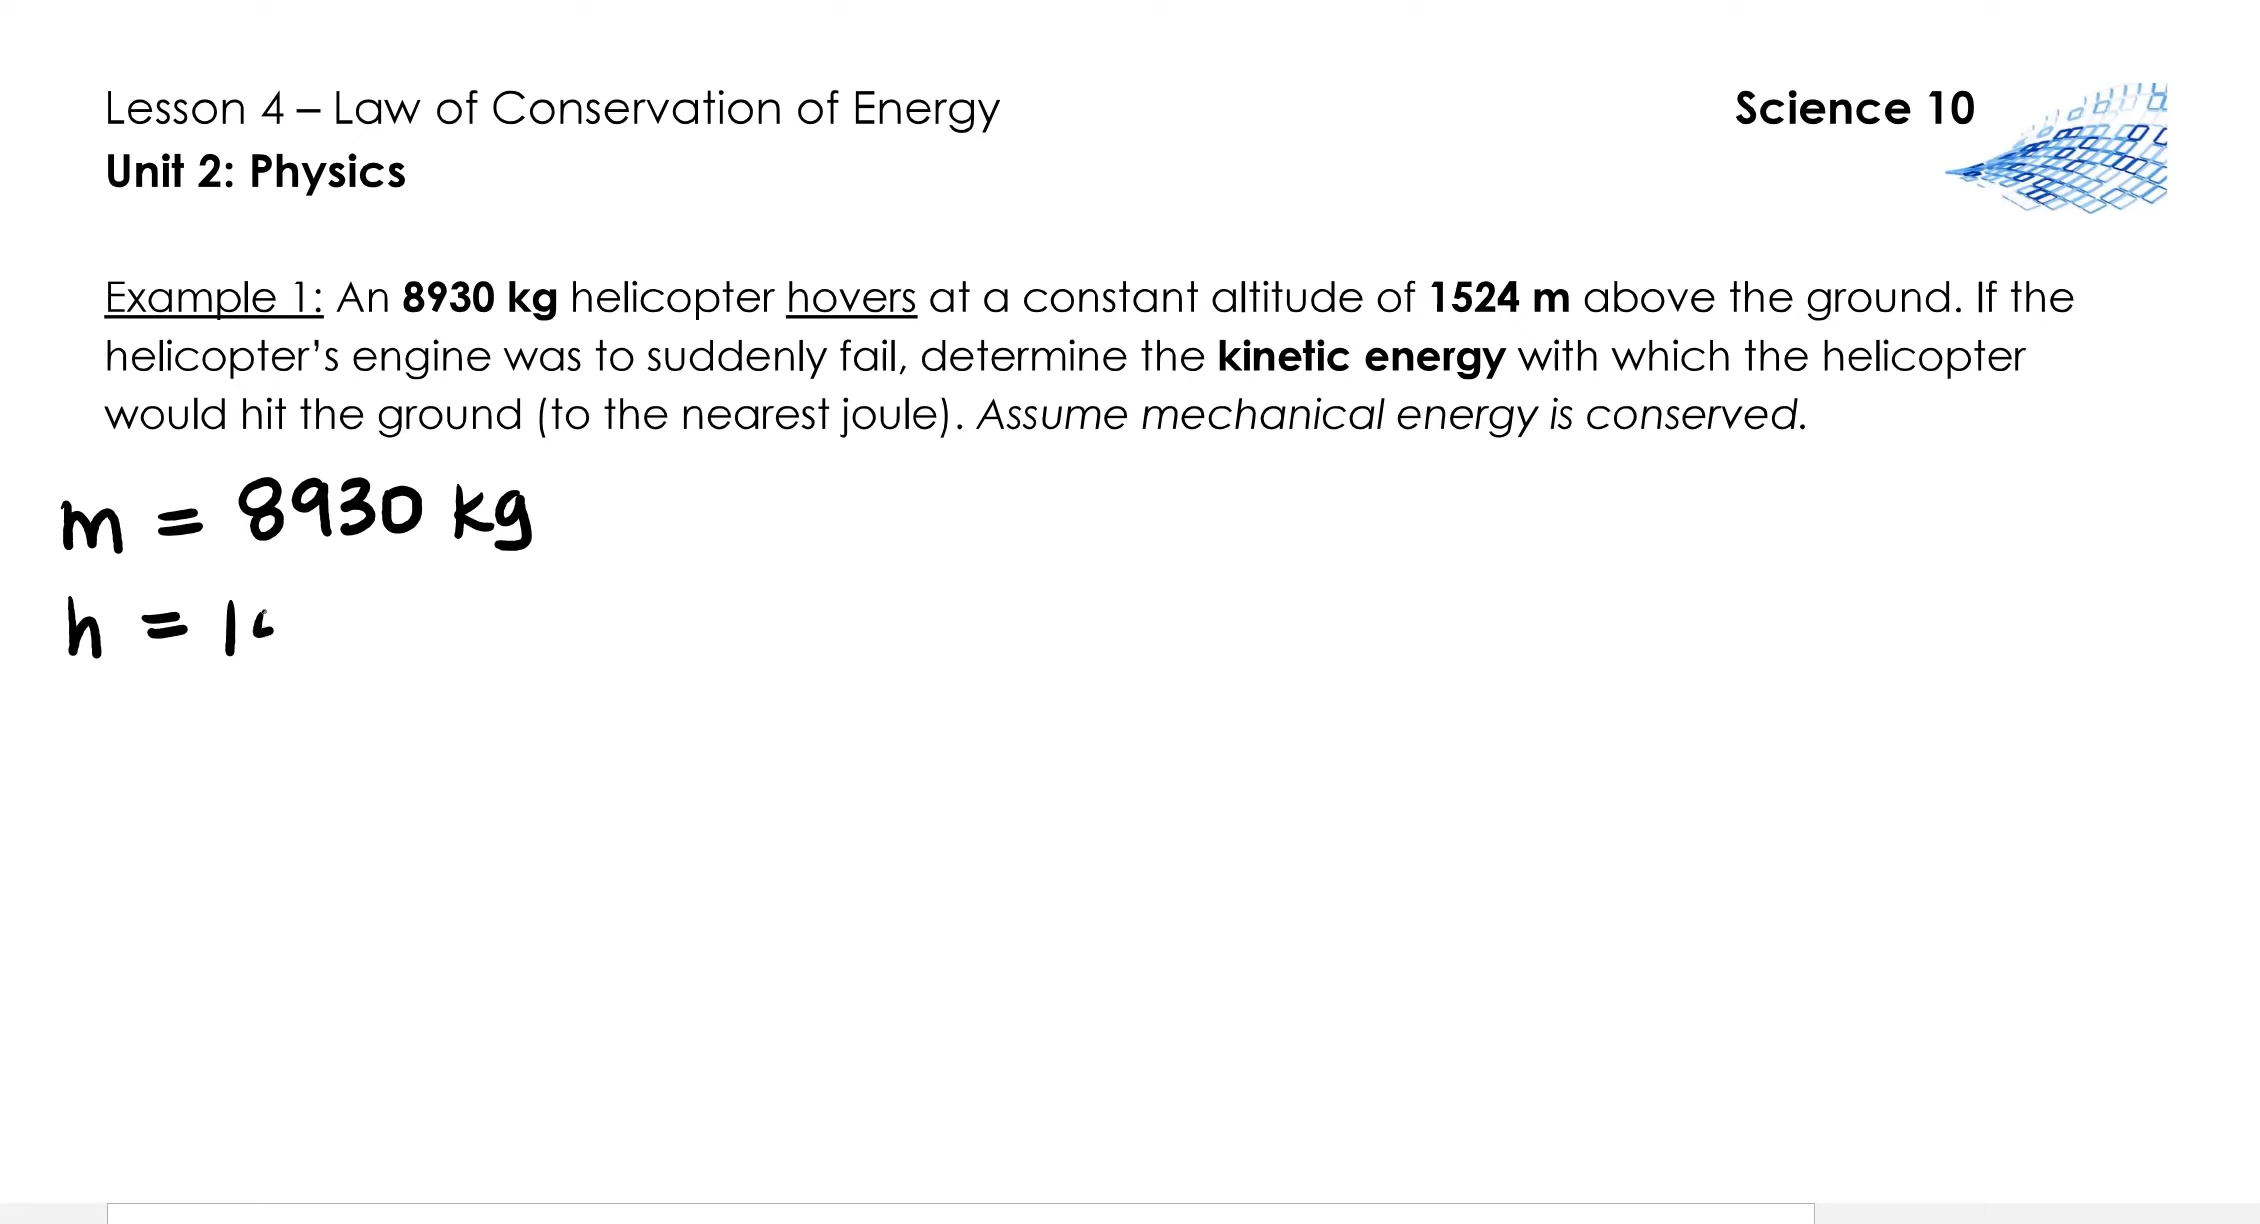 Lesson 4 – Law of Conservation of Energy
Science 10
Unit 2: Physics
Example 1: An 8930 kg helicopter hovers at a constant altitude of 1524 m above the ground. If the
helicopter’s engine was to suddenly fail, determine the kinetic energy with which the helicopter
would hit the ground (to the nearest joule). Assume mechanical energy is conserved.
m = 8930 kg
h = 1